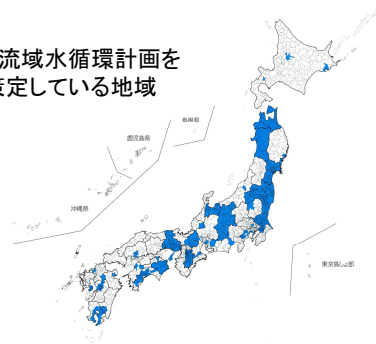 流域水循環計画を
策定している地域
島根県
鹿児島県
沖縄県
東京島しょ部